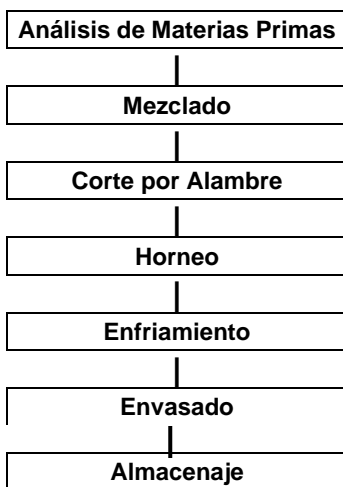 Análisis de Materias Primas
Mezclado
Corte por Alambre
Horneo
Enfriamiento
Envasado
Almacenaje